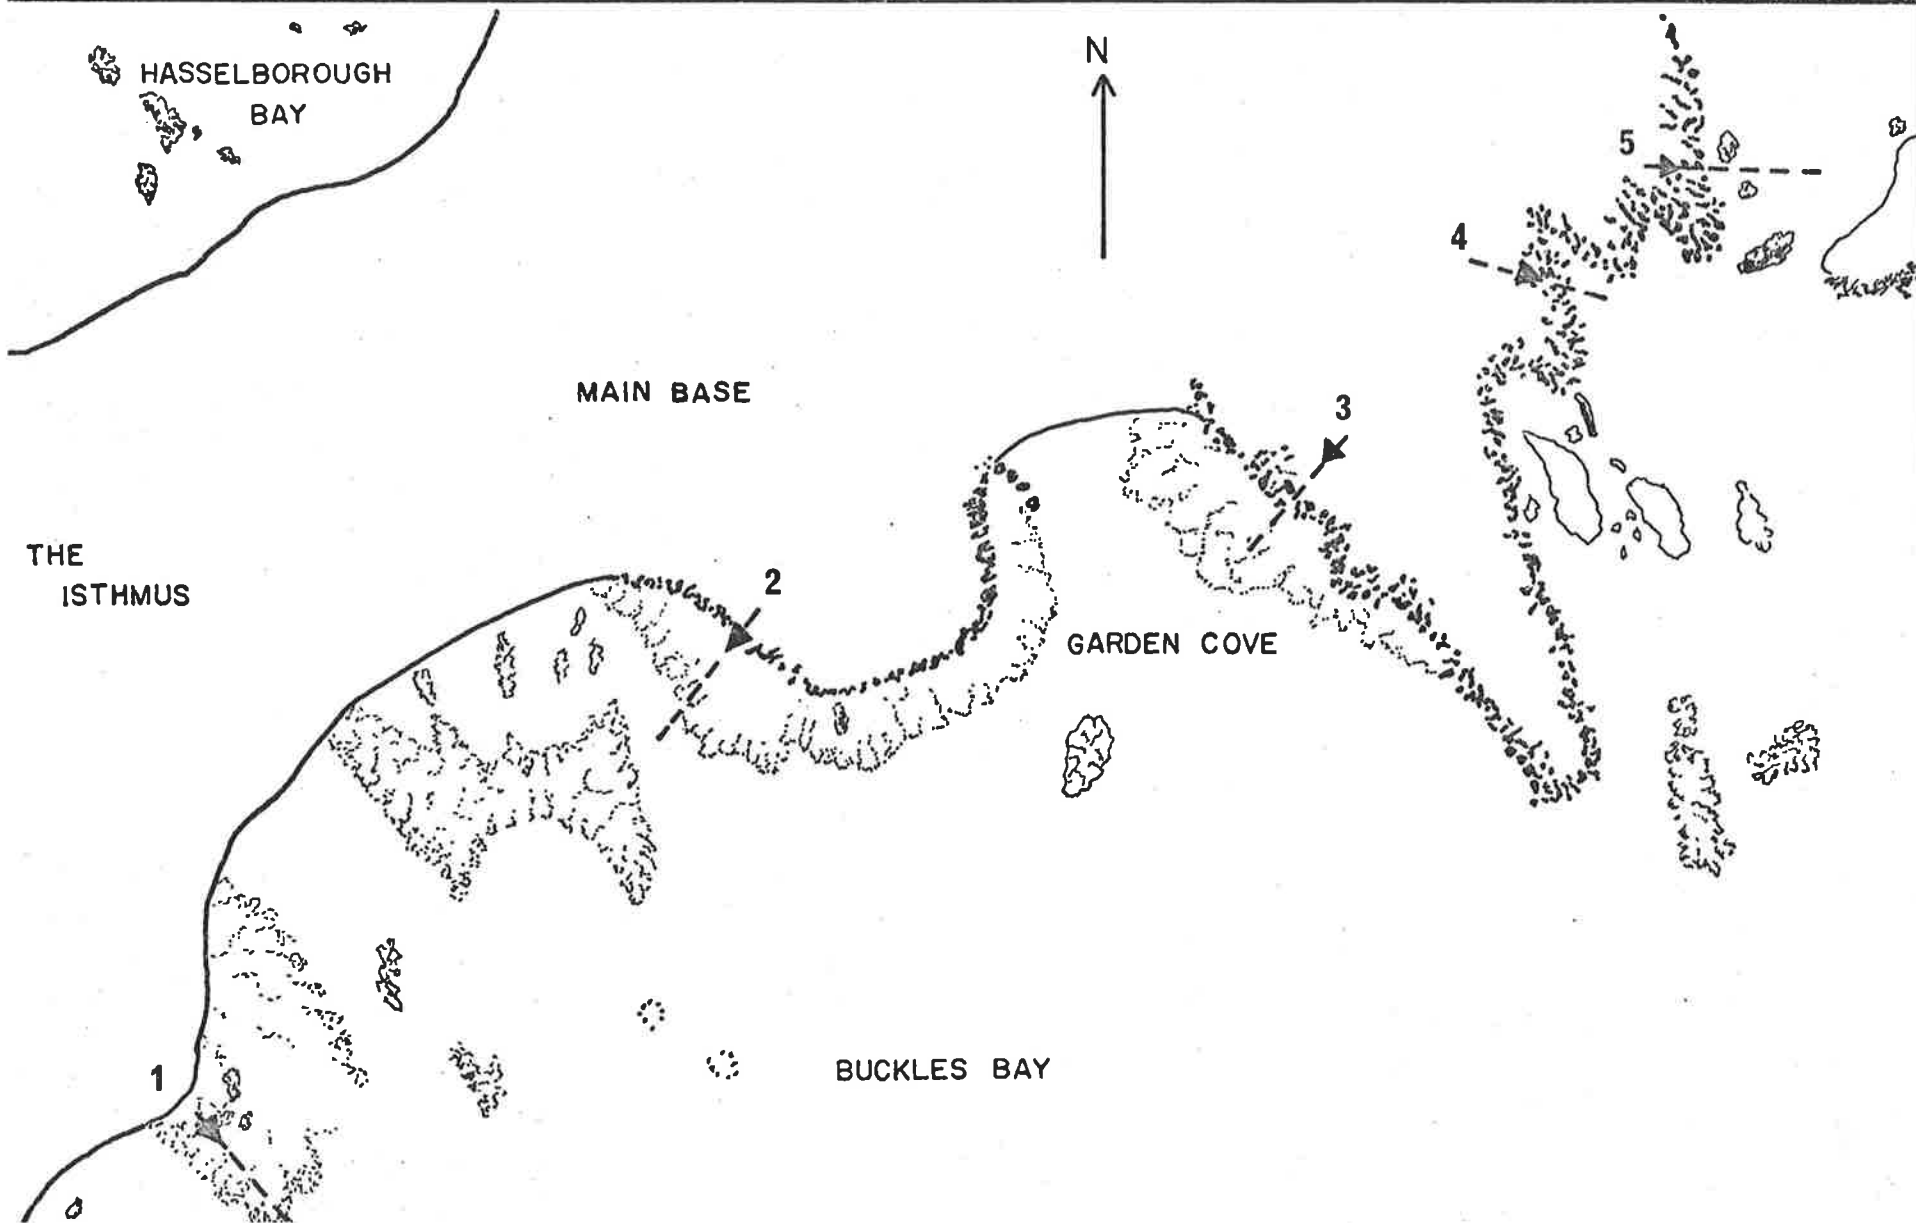 HASSELBOROUGH
BAY
N
5
4
MAIN BASE
3
THE
ISTHMUS
2
GARDEN COVE
1
BUCKLES BAY